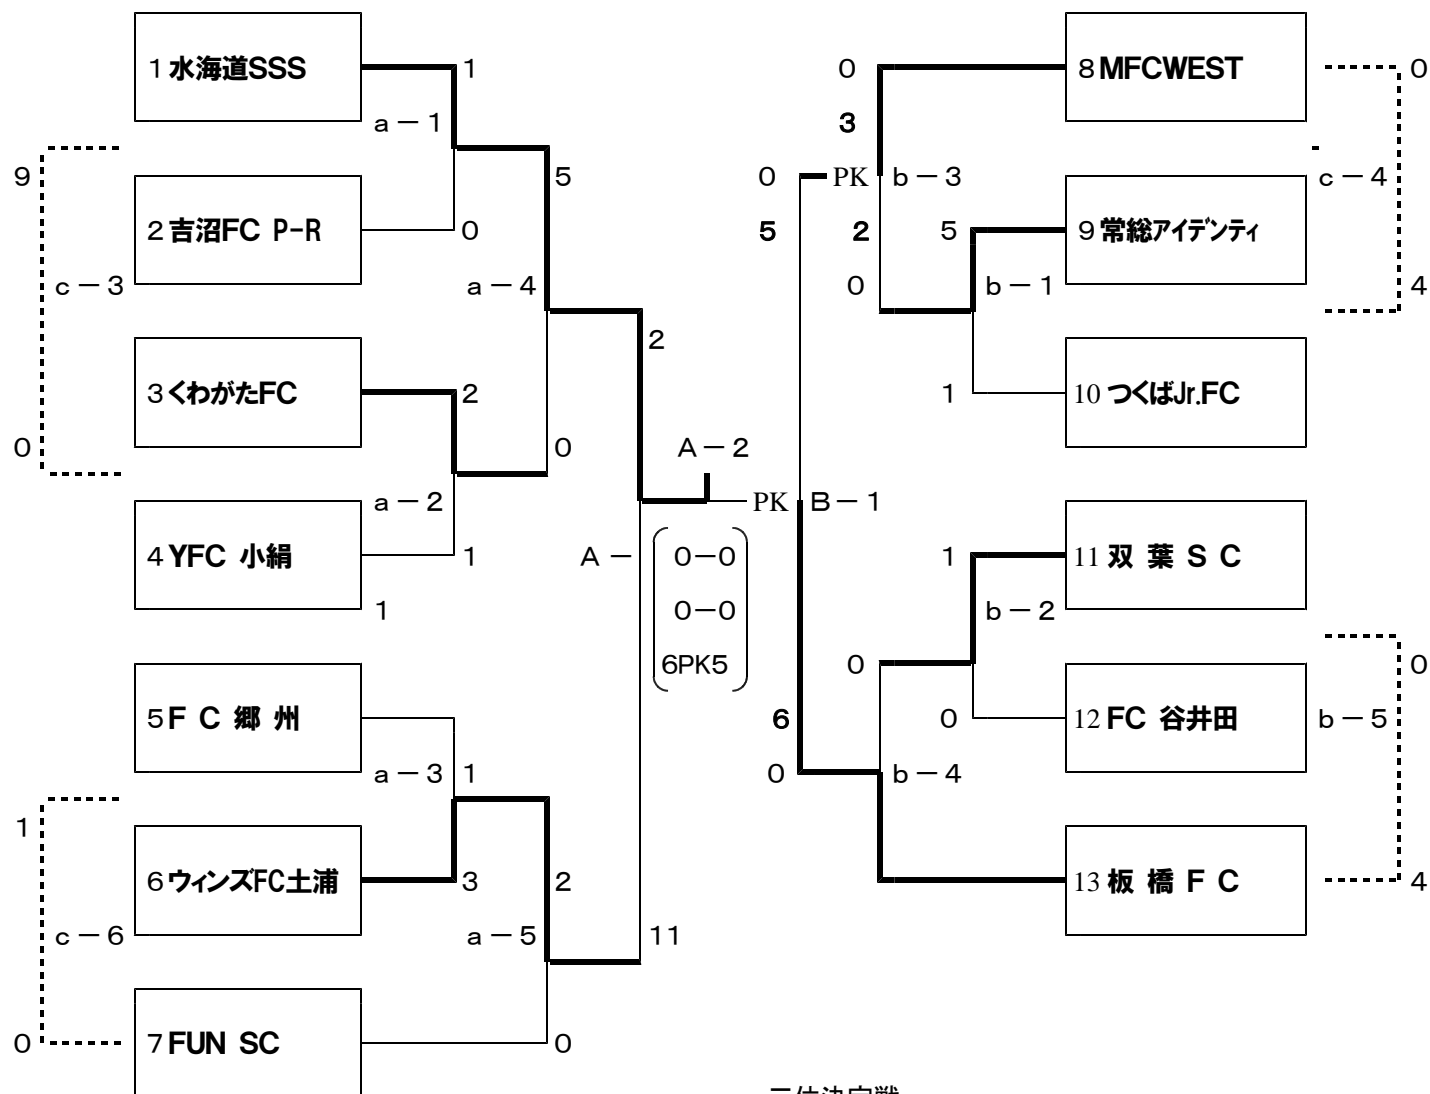 1 水海道SSS
1
a－1
2 吉沼FC P-R
0
5
9
c－3
0
a－4
3 くわがたFC
2
0
a－2
4 YFC 小絹
1
1
2
5 F C 郷 州
a－3
1
6 ウィンズFC土浦
3
2
1
c－6
0
a－5
11
7 FUN SC
0
A－2
PK
B－1
A－
0－0
0－0
6PK5
0
3
8 MFCWEST
0
0
PK
b－3
c－4
5
2
5
9 常総アイデンティ
0
b－1
4
1
10 つくばJr.FC
1
11 双 葉 S C
b－2
0
0
6
0
12 FC 谷井田
b－5
0
b－4
13 板 橋 F C
4